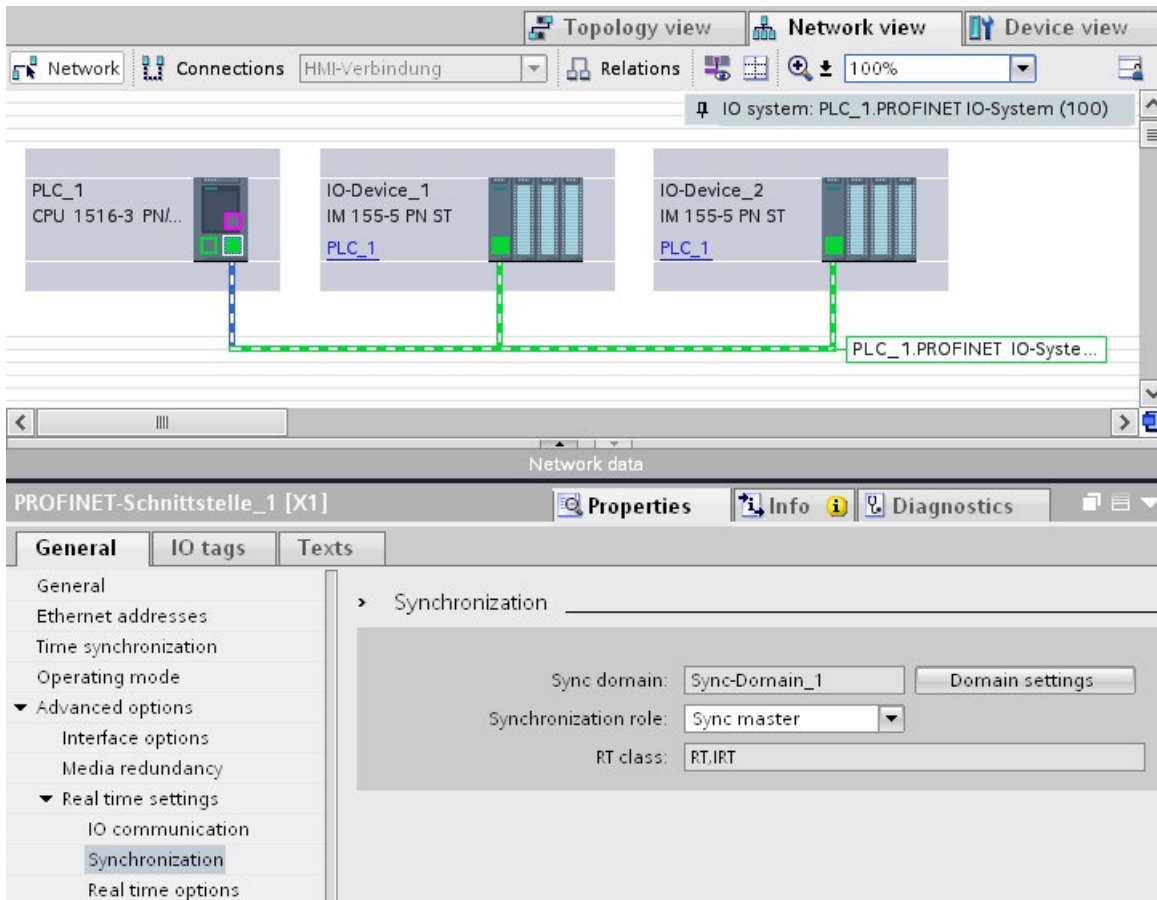 Topology view Network view Device view
Network Connections HMI-Verbindung Relations 100%
IO system: PLC_1.PROFINET IO-System (100)
PLC_1
CPU 1516-3 PN/...
IO-Device_1
IM 155-5 PN ST
PLC_1
IO-Device_2
IM 155-5 PN ST
PLC_1
PLC_1.PROFINET IO-Syste...
Network data
PROFINET-Schnittstelle_1 [X1] Properties Info Diagnostics
General IO tags Texts
General
Ethernet addresses
Time synchronization
Operating mode
Advanced options
Interface options
Media redundancy
Real time settings
IO communication
Synchronization
Real time options
Synchronization
Sync domain: Sync-Domain_1 Domain settings
Synchronization role: Sync master
RT class: RT,IRT